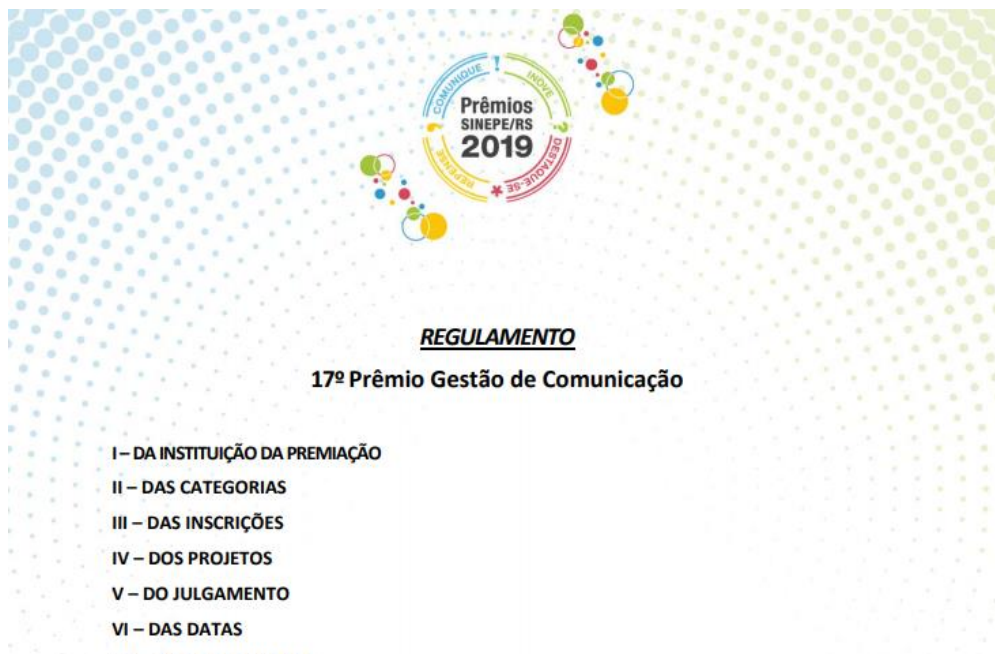 COMUNIQUE !
INOVE ?
Prêmios
SINEPE/RS
2019
REPENSE
DESTAQUE-SE
REGULAMENTO
17º Prêmio Gestão de Comunicação
I – DA INSTITUIÇÃO DA PREMIAÇÃO
II – DAS CATEGORIAS
III – DAS INSCRIÇÕES
IV – DOS PROJETOS
V – DO JULGAMENTO
VI – DAS DATAS